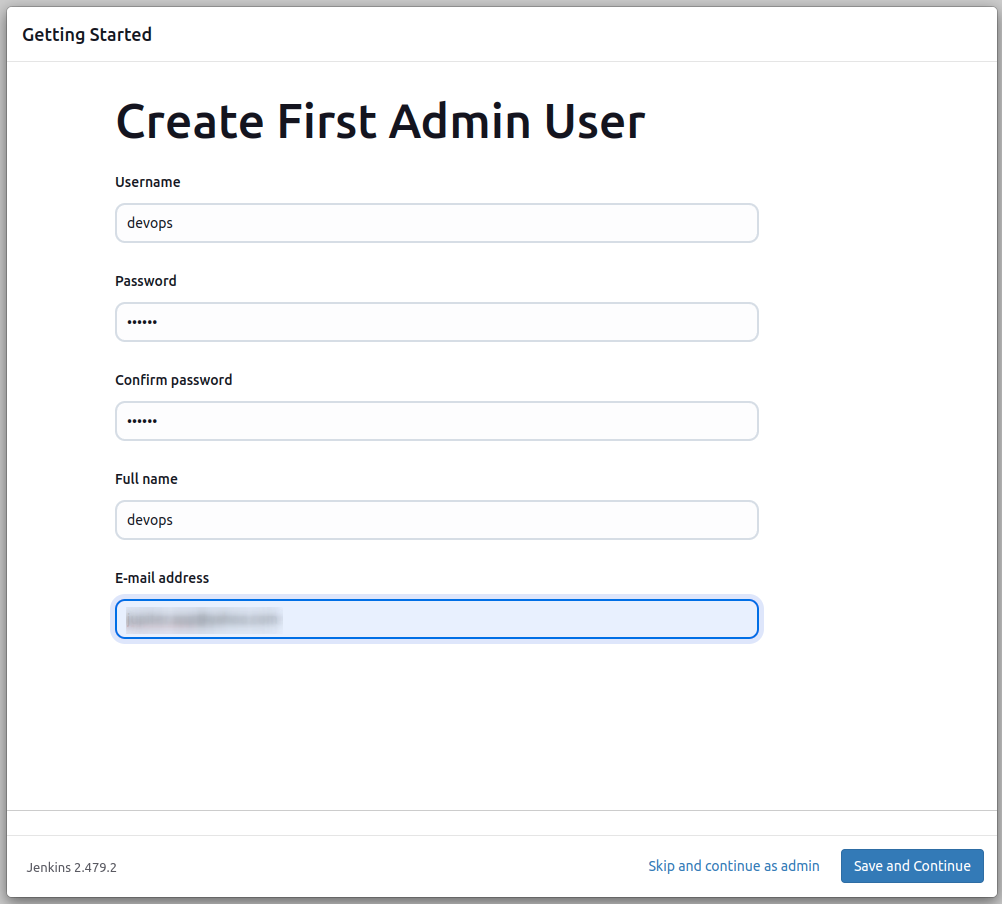 Getting Started
Create First Admin User
Username
devops
Password
••••••
Confirm password
••••••
Full name
devops
E-mail address
Jenkins 2.479.2
Skip and continue as admin
Save and Continue